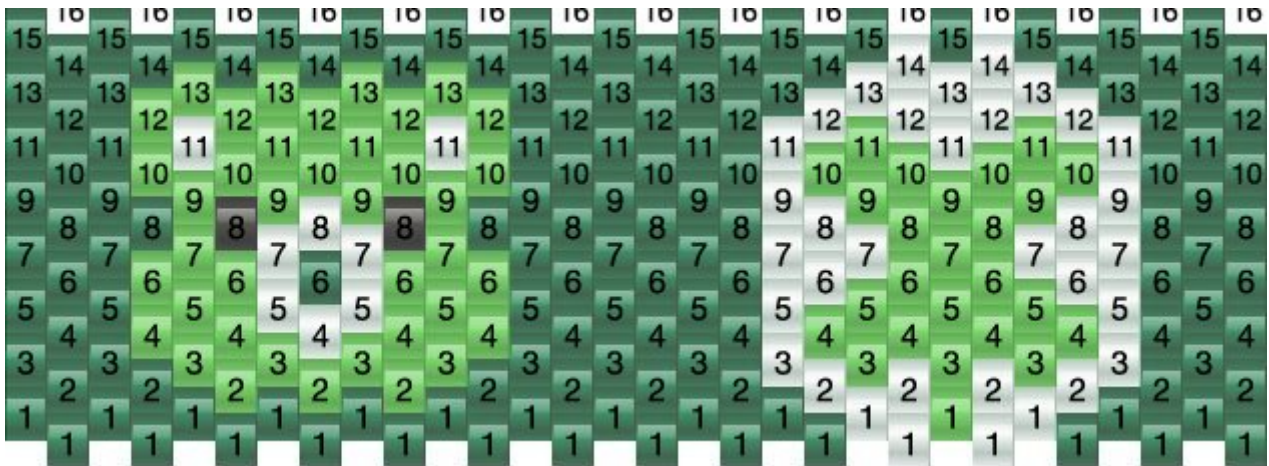 16 16 16 16 16 16 16 16 16 16 16 16 16 16 16
15 15 15 15 15 15 15 15 15 15 15 15 15 15 15
14 14 14 14 14 14 14 14 14 14 14 14 14 14 14
13 13 13 13 13 13 13 13 13 13 13 13 13 13 13
12 12 12 12 12 12 12 12 12 12 12 12 12 12 12
11 11 11 11 11 11 11 11 11 11 11 11 11 11 11
10 10 10 10 10 10 10 10 10 10 10 10 10 10 10
9 9 9 9 9 9 9 9 9 9 9 9 9 9 9
8 8 8 8 8 8 8 8 8 8 8 8 8 8 8
7 7 7 7 7 7 7 7 7 7 7 7 7 7 7
6 6 6 6 6 6 6 6 6 6 6 6 6 6 6
5 5 5 5 5 5 5 5 5 5 5 5 5 5 5
4 4 4 4 4 4 4 4 4 4 4 4 4 4 4
3 3 3 3 3 3 3 3 3 3 3 3 3 3 3
2 2 2 2 2 2 2 2 2 2 2 2 2 2 2
1 1 1 1 1 1 1 1 1 1 1 1 1 1 1
1 1 1 1 1 1 1 1 1 1 1 1 1 1 1